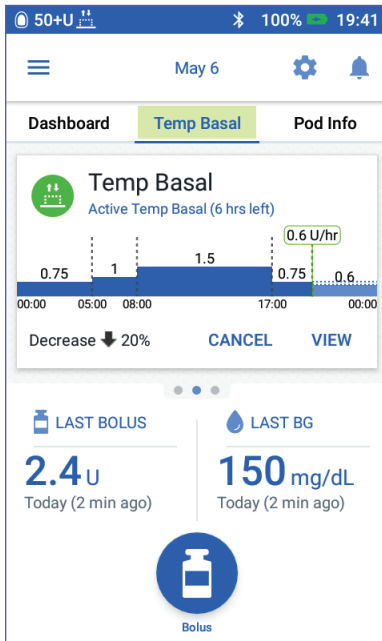 50+U 100% 19:41
May 6
Dashboard Temp Basal Pod Info
Temp Basal
Active Temp Basal (6 hrs left)
0.6 U/hr
0.75 1 1.5 0.75 0.6
00:00 05:00 08:00 17:00 00:00
Decrease 20% CANCEL VIEW
LAST BOLUS LAST BG
2.4 U 150 mg/dL
Today (2 min ago) Today (2 min ago)
Bolus